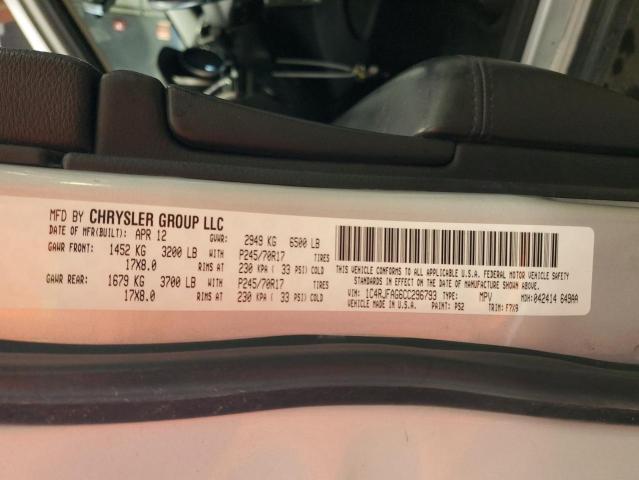 MFD BY CHRYSLER GROUP LLC
DATE OF MFR(BUILT): APR 12 GVWR: 2949 KG 6500 LB
GAWR FRONT: 1452 KG 3200 LB WITH P245/70R17 TIRES
17X8.0 RIMS AT 230 KPA ( 33 PSI) COLD
GAWR REAR: 1679 KG 3700 LB WITH P245/70R17 TIRES
17X8.0 RIMS AT 230 KPA ( 33 PSI) COLD
THIS VEHICLE CONFORMS TO ALL APPLICABLE U.S.A. FEDERAL MOTOR VEHICLE SAFETY
STANDARDS IN EFFECT ON THE DATE OF MANUFACTURE SHOWN ABOVE.
VIN: 1C4RJFAG6CC296793 TYPE: MPV MDH: 042414 649AA
VEHICLE MADE IN U.S.A. PAINT: PS2 TRIM: F7X9